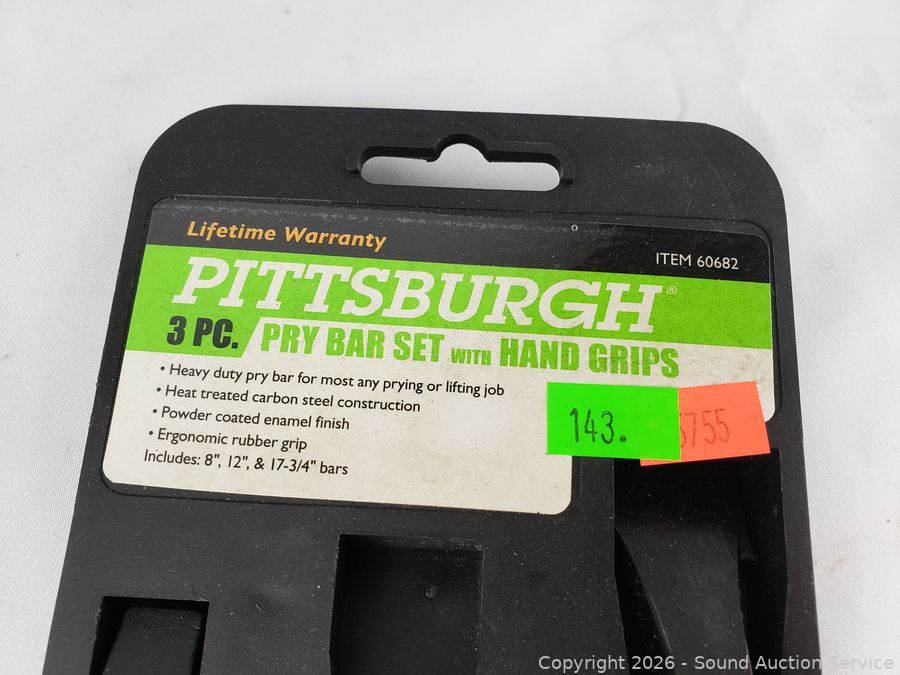 Lifetime Warranty
ITEM 60682
PITTSBURGH®
3 PC. PRY BAR SET WITH HAND GRIPS
• Heavy duty pry bar for most any prying or lifting job
• Heat treated carbon steel construction
• Powder coated enamel finish
• Ergonomic rubber grip
Includes: 8", 12", & 17-3/4" bars
143.
755
Copyright 2026 - Sound Auction Service